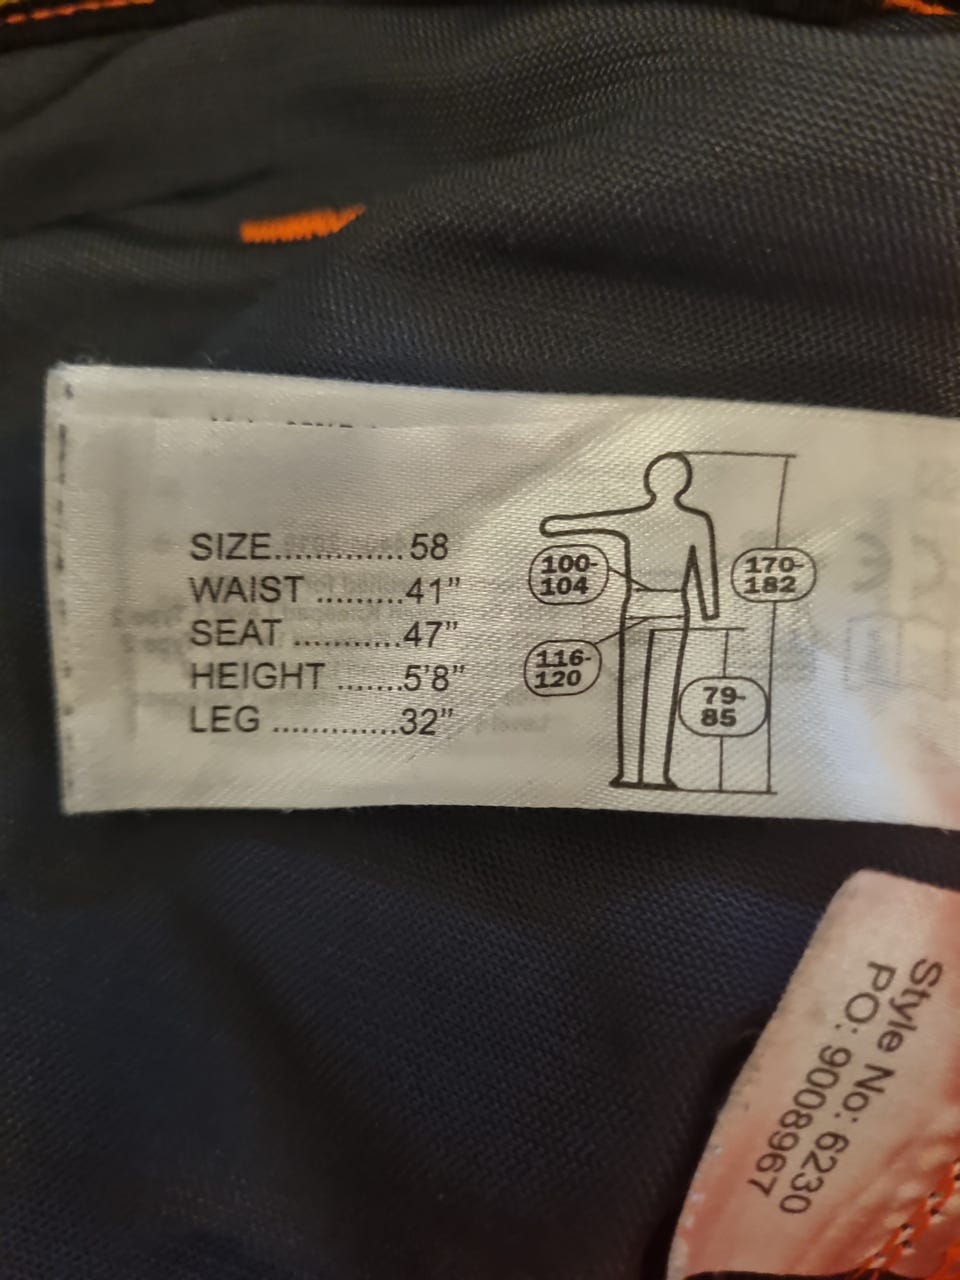 SIZE.............58
WAIST .........41"
SEAT ...........47"
HEIGHT .......5'8"
LEG .............32"
100-
104
116-
120
170-
182
79-
85
Style No: 6230
PO: 9008967